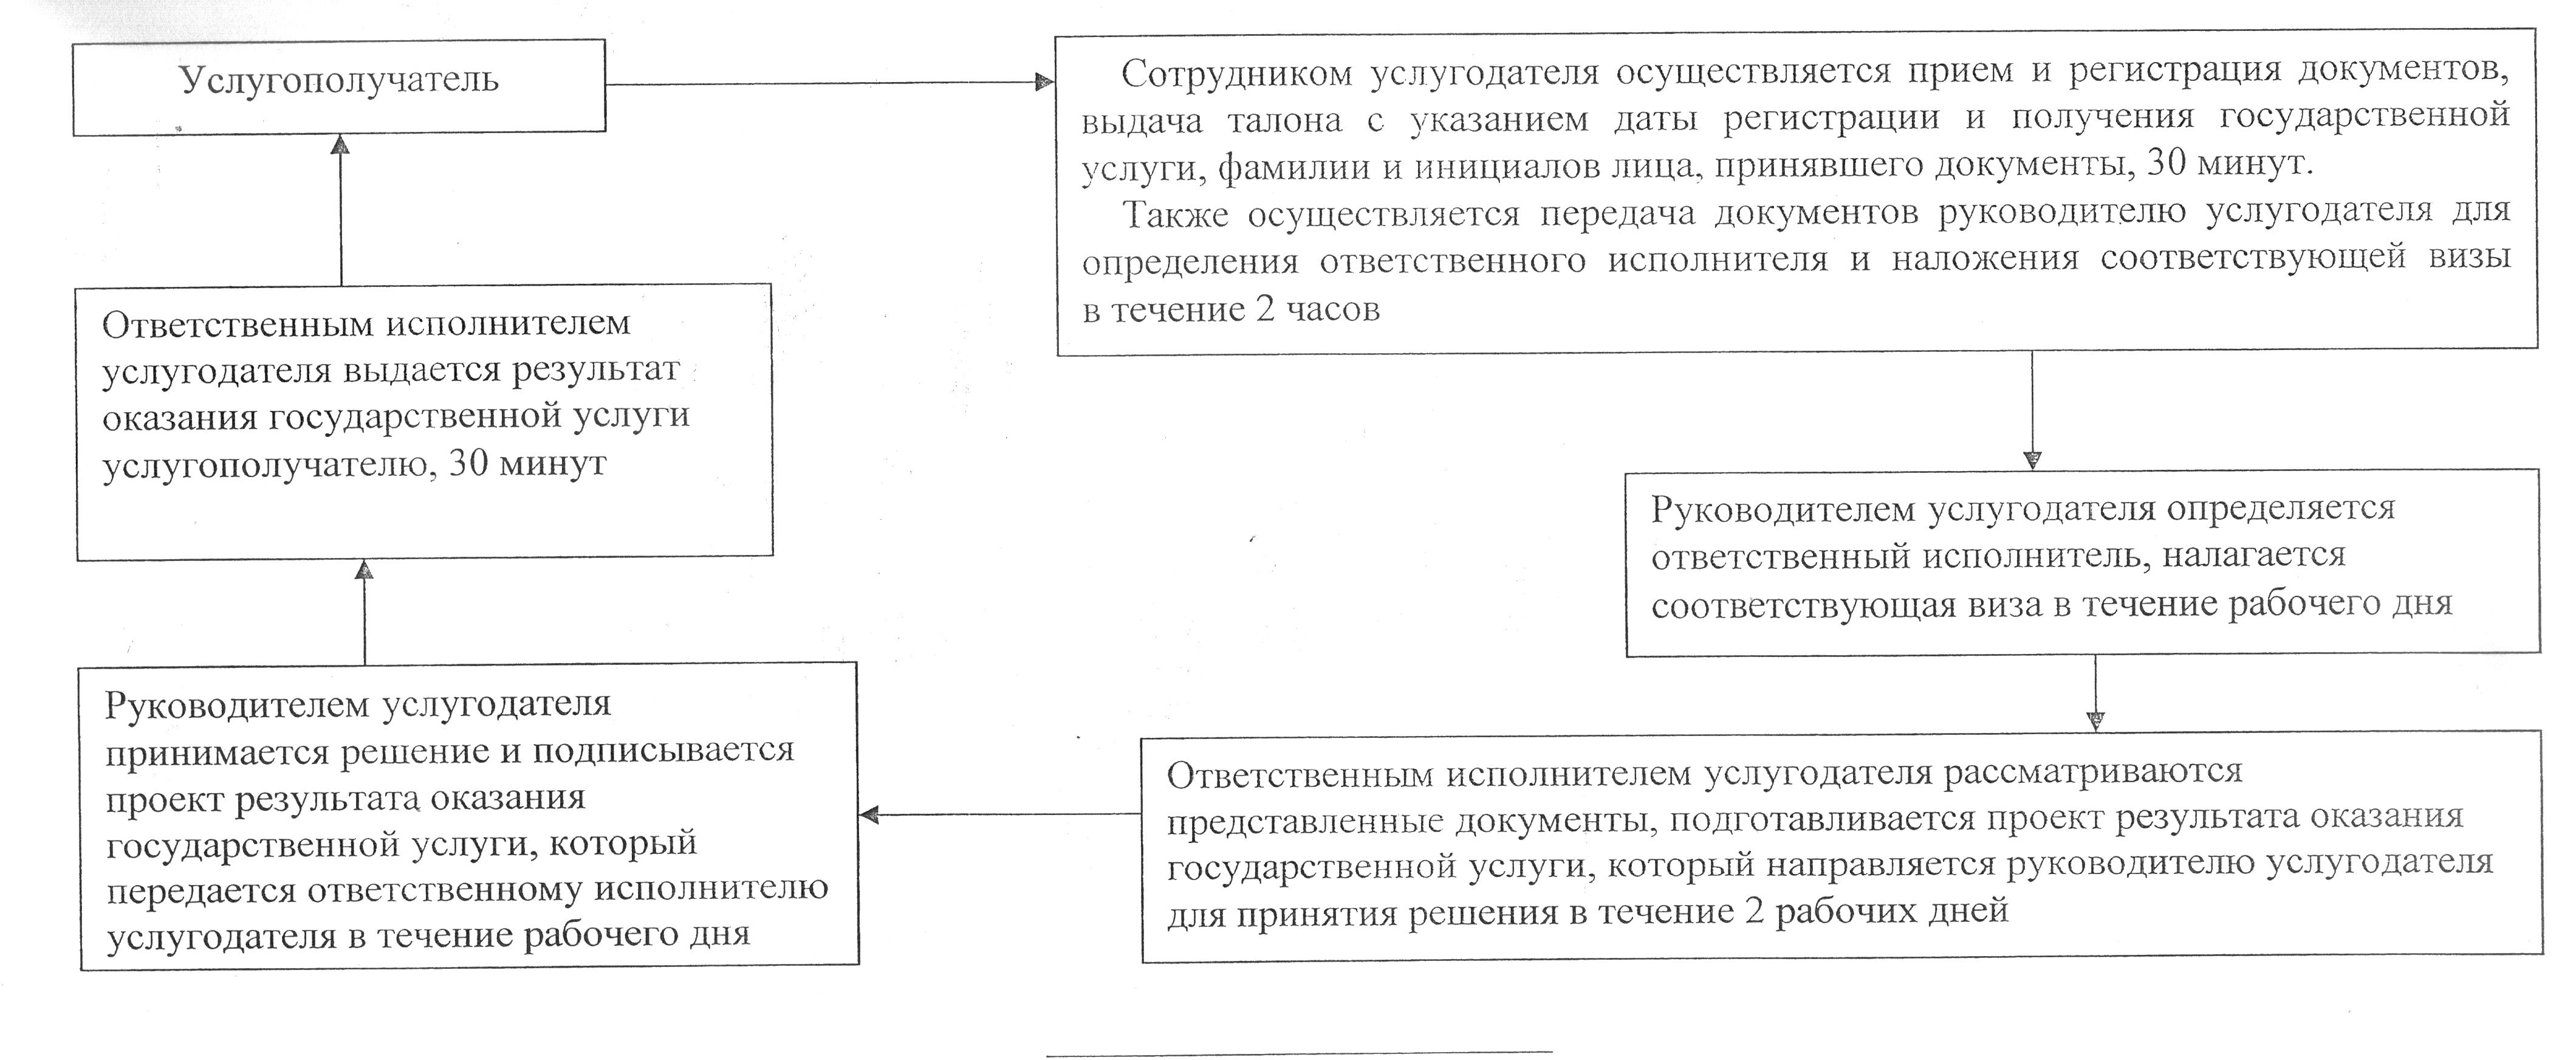 Услугополучатель
Сотрудником услугодателя осуществляется прием и регистрация документов,
выдача талона с указанием даты регистрации и получения государственной
услуги, фамилии и инициалов лица, принявшего документы, 30 минут.
Также осуществляется передача документов руководителю услугодателя для
определения ответственного исполнителя и наложения соответствующей визы
в течение 2 часов
Руководителем услугодателя определяется
ответственный исполнитель, налагается
соответствующая виза в течение рабочего дня
Ответственным исполнителем услугодателя рассматриваются
представленные документы, подготавливается проект результата оказания
государственной услуги, который направляется руководителю услугодателя
для принятия решения в течение 2 рабочих дней
Руководителем услугодателя
принимается решение и подписывается
проект результата оказания
государственной услуги, который
передается ответственному исполнителю
услугодателя в течение рабочего дня
Ответственным исполнителем
услугодателя выдается результат
оказания государственной услуги
услугополучателю, 30 минут